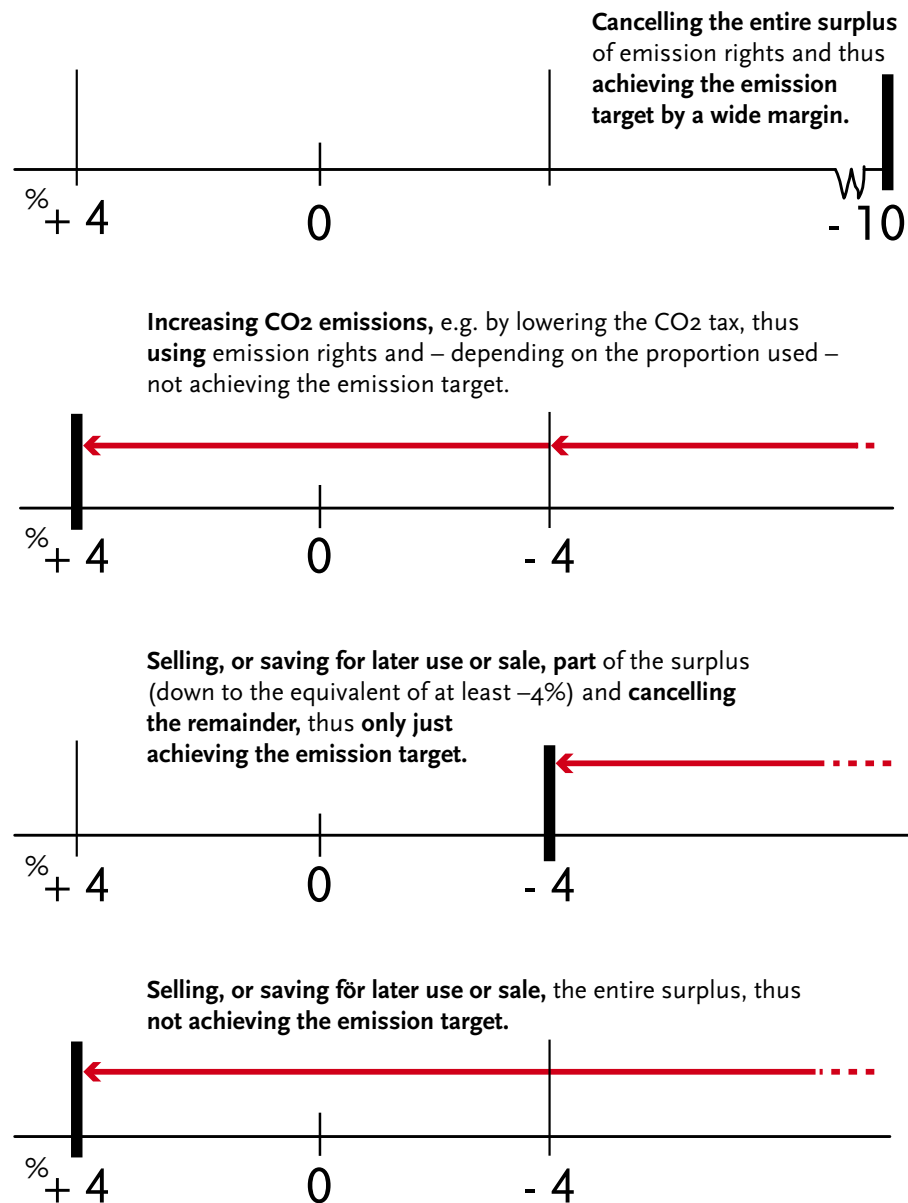 Cancelling the entire surplus
of emission rights and thus
achieving the emission
target by a wide margin.
%
+ 4 0 - 10
Increasing CO2 emissions, e.g. by lowering the CO2 tax, thus
using emission rights and – depending on the proportion used –
not achieving the emission target.
%
+ 4 0 - 4
Selling, or saving for later use or sale, part of the surplus
(down to the equivalent of at least –4%) and cancelling
the remainder, thus only just
achieving the emission target.
%
+ 4 0 - 4
Selling, or saving för later use or sale, the entire surplus, thus
not achieving the emission target.
%
+ 4 0 - 4